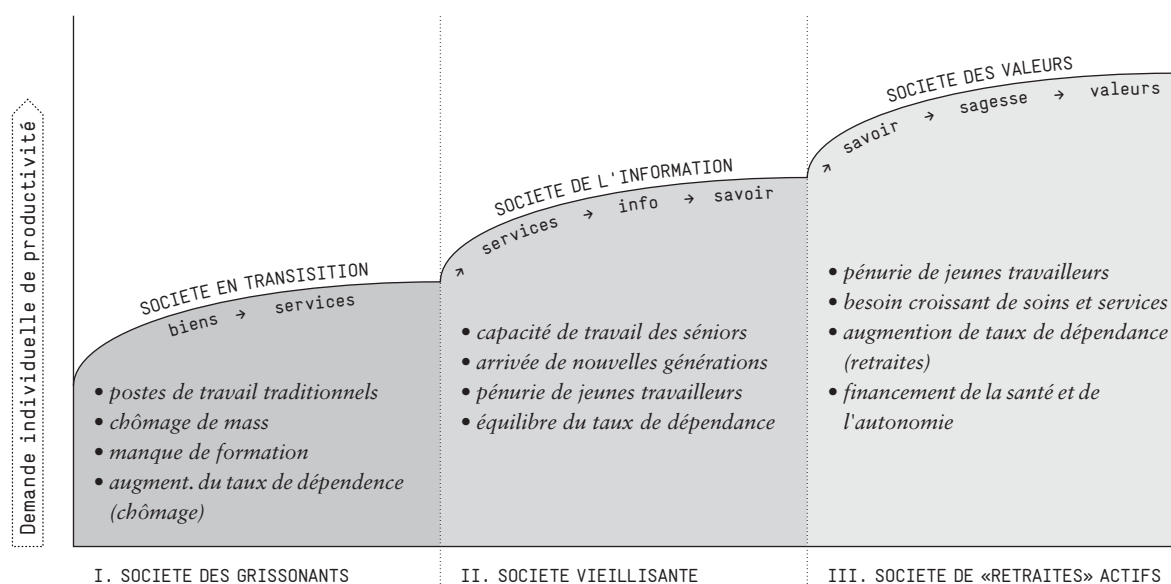 Demande individuelle de productivité
SOCIETE EN TRANSISITION
biens → services
• postes de travail traditionnels
• chômage de mass
• manque de formation
• augment. du taux de dépendence
(chômage)
I. SOCIETE DES GRISSONANTS
SOCIETE DE L'INFORMATION
↗ services → info → savoir
• capacité de travail des séniors
• arrivée de nouvelles générations
• pénurie de jeunes travailleurs
• équilibre du taux de dépendance
II. SOCIETE VIEILLISANTE
SOCIETE DES VALEURS
↗ savoir → sagesse → valeurs
• pénurie de jeunes travailleurs
• besoin croissant de soins et services
• augmention de taux de dépendance
(retraites)
• financement de la santé et de
l'autonomie
III. SOCIETE DE «RETRAITES» ACTIFS